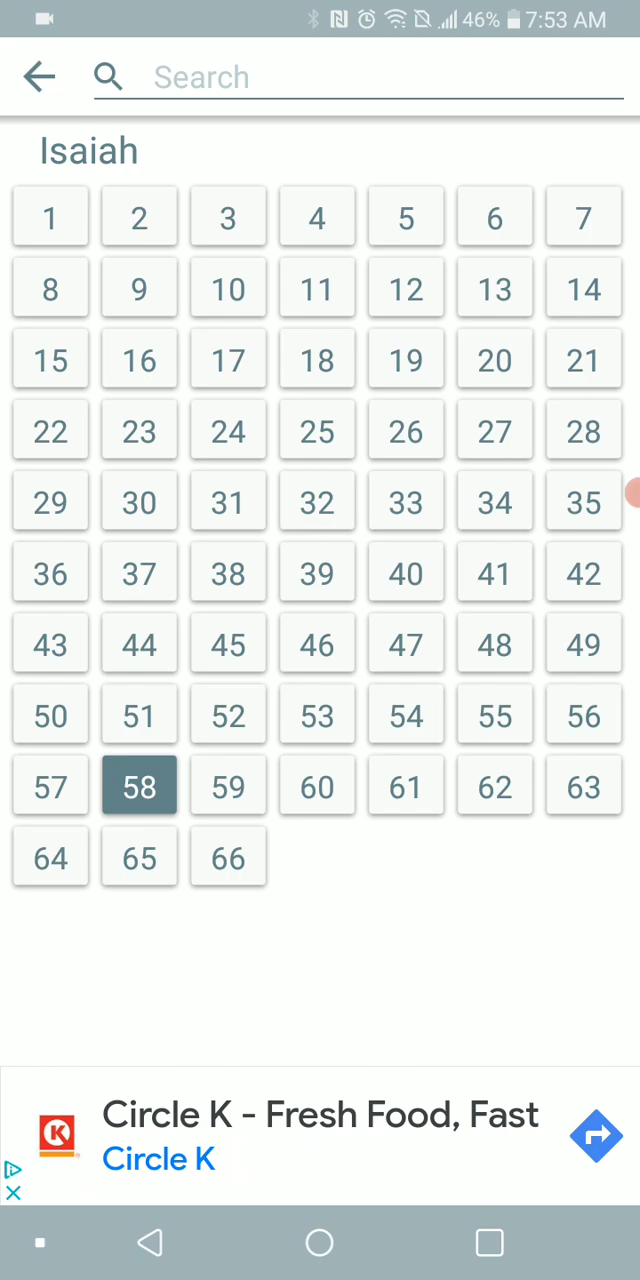 46% 7:53 AM
Search
Isaiah
1 2 3 4 5 6 7
8 9 10 11 12 13 14
15 16 17 18 19 20 21
22 23 24 25 26 27 28
29 30 31 32 33 34 35
36 37 38 39 40 41 42
43 44 45 46 47 48 49
50 51 52 53 54 55 56
57 58 59 60 61 62 63
64 65 66
Circle K - Fresh Food, Fast
Circle K